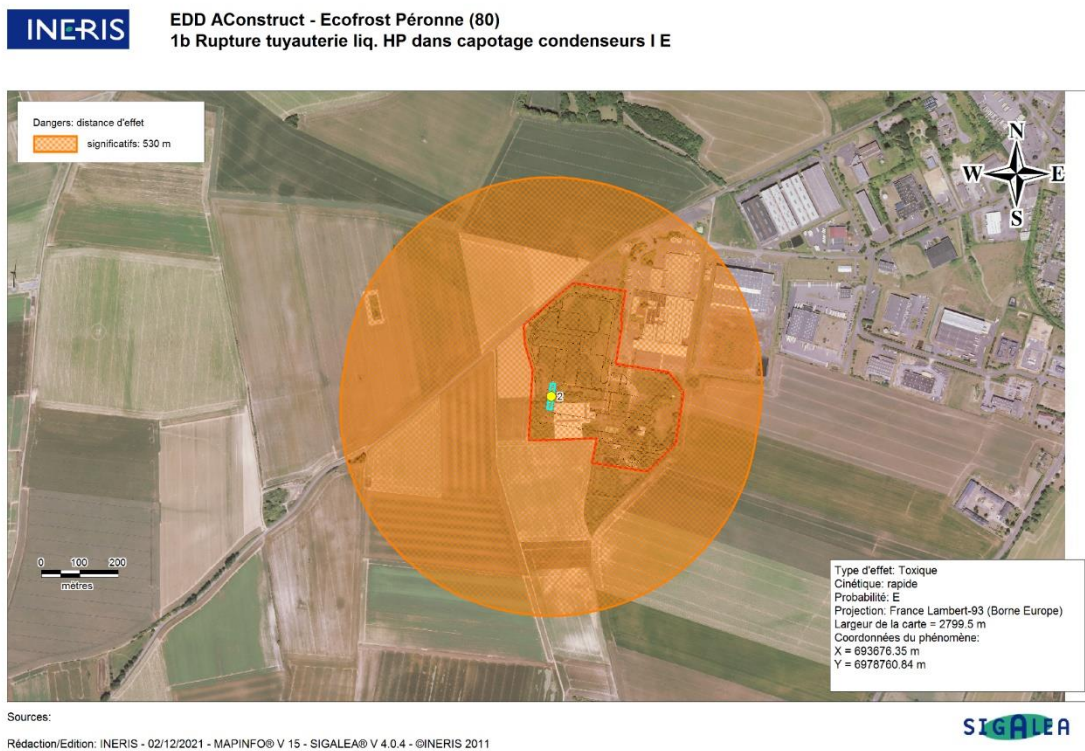 INERIS
EDD AConstruct - Ecofrost Péronne (80)
1b Rupture tuyauterie liq. HP dans capotage condenseurs I E
Dangers: distance d'effet
significatifs: 530 m
N
W E
S
2
0 100 200
mètres
Type d'effet: Toxique
Cinétique: rapide
Probabilité: E
Projection: France Lambert-93 (Borne Europe)
Largeur de la carte = 2799.5 m
Coordonnées du phénomène:
X = 693676.35 m
Y = 6978760.84 m
Sources:
SIGALEA
Rédaction/Edition: INERIS - 02/12/2021 - MAPINFO® V 15 - SIGALEA® V 4.0.4 - ©INERIS 2011